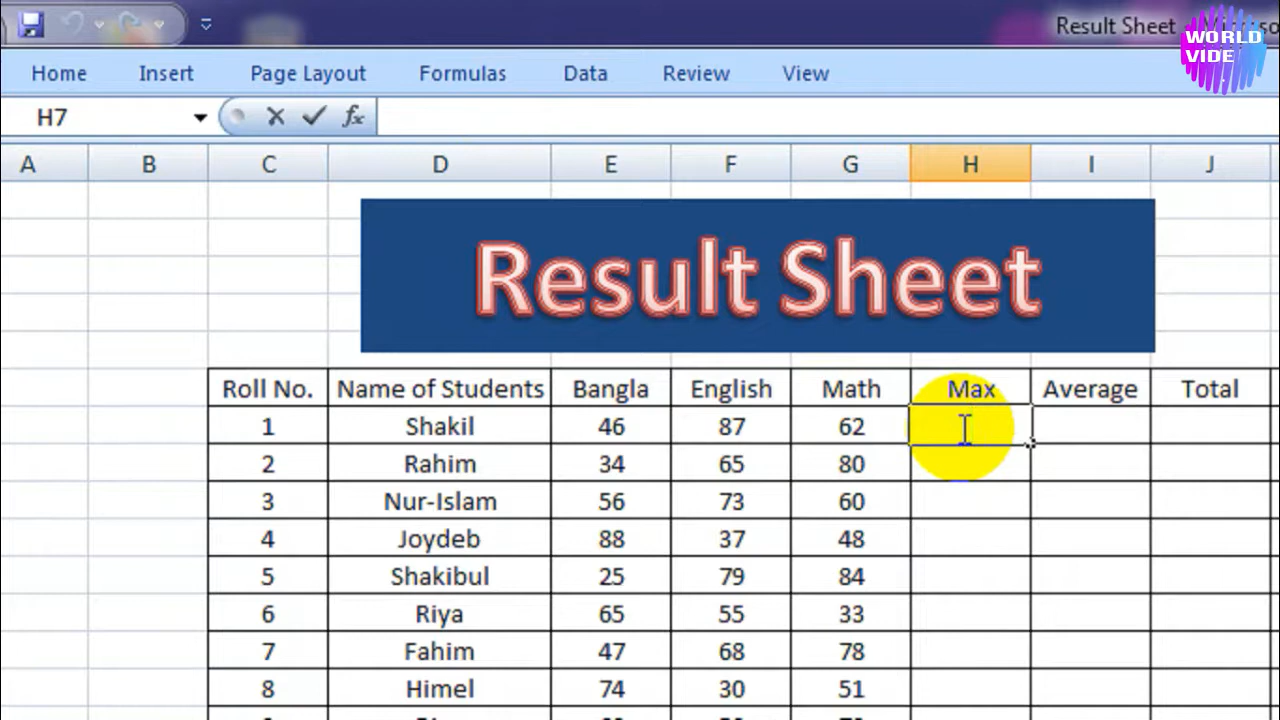 Result Sheet
WORLD
VIDE
Home Insert Page Layout Formulas Data Review View
H7 fx
A B C D E F G H I J
Result Sheet
Roll No. Name of Students Bangla English Math Max Average Total
1 Shakil 46 87 62
2 Rahim 34 65 80
3 Nur-Islam 56 73 60
4 Joydeb 88 37 48
5 Shakibul 25 79 84
6 Riya 65 55 33
7 Fahim 47 68 78
8 Himel 74 30 51